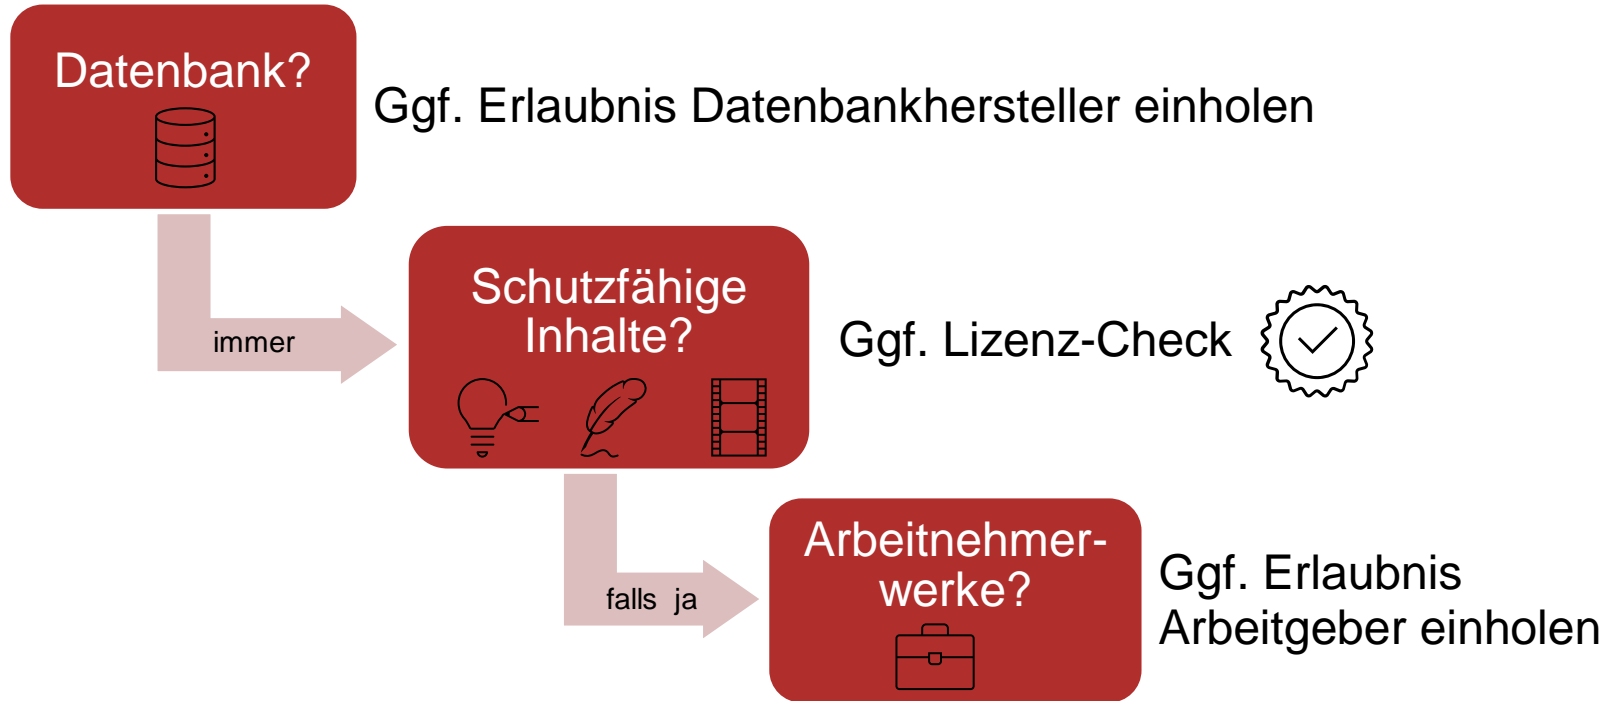 Datenbank?
Ggf. Erlaubnis Datenbankhersteller einholen
immer
Schutzfähige
Inhalte?
Ggf. Lizenz-Check
falls ja
Arbeitnehmer-
werke?
Ggf. Erlaubnis
Arbeitgeber einholen